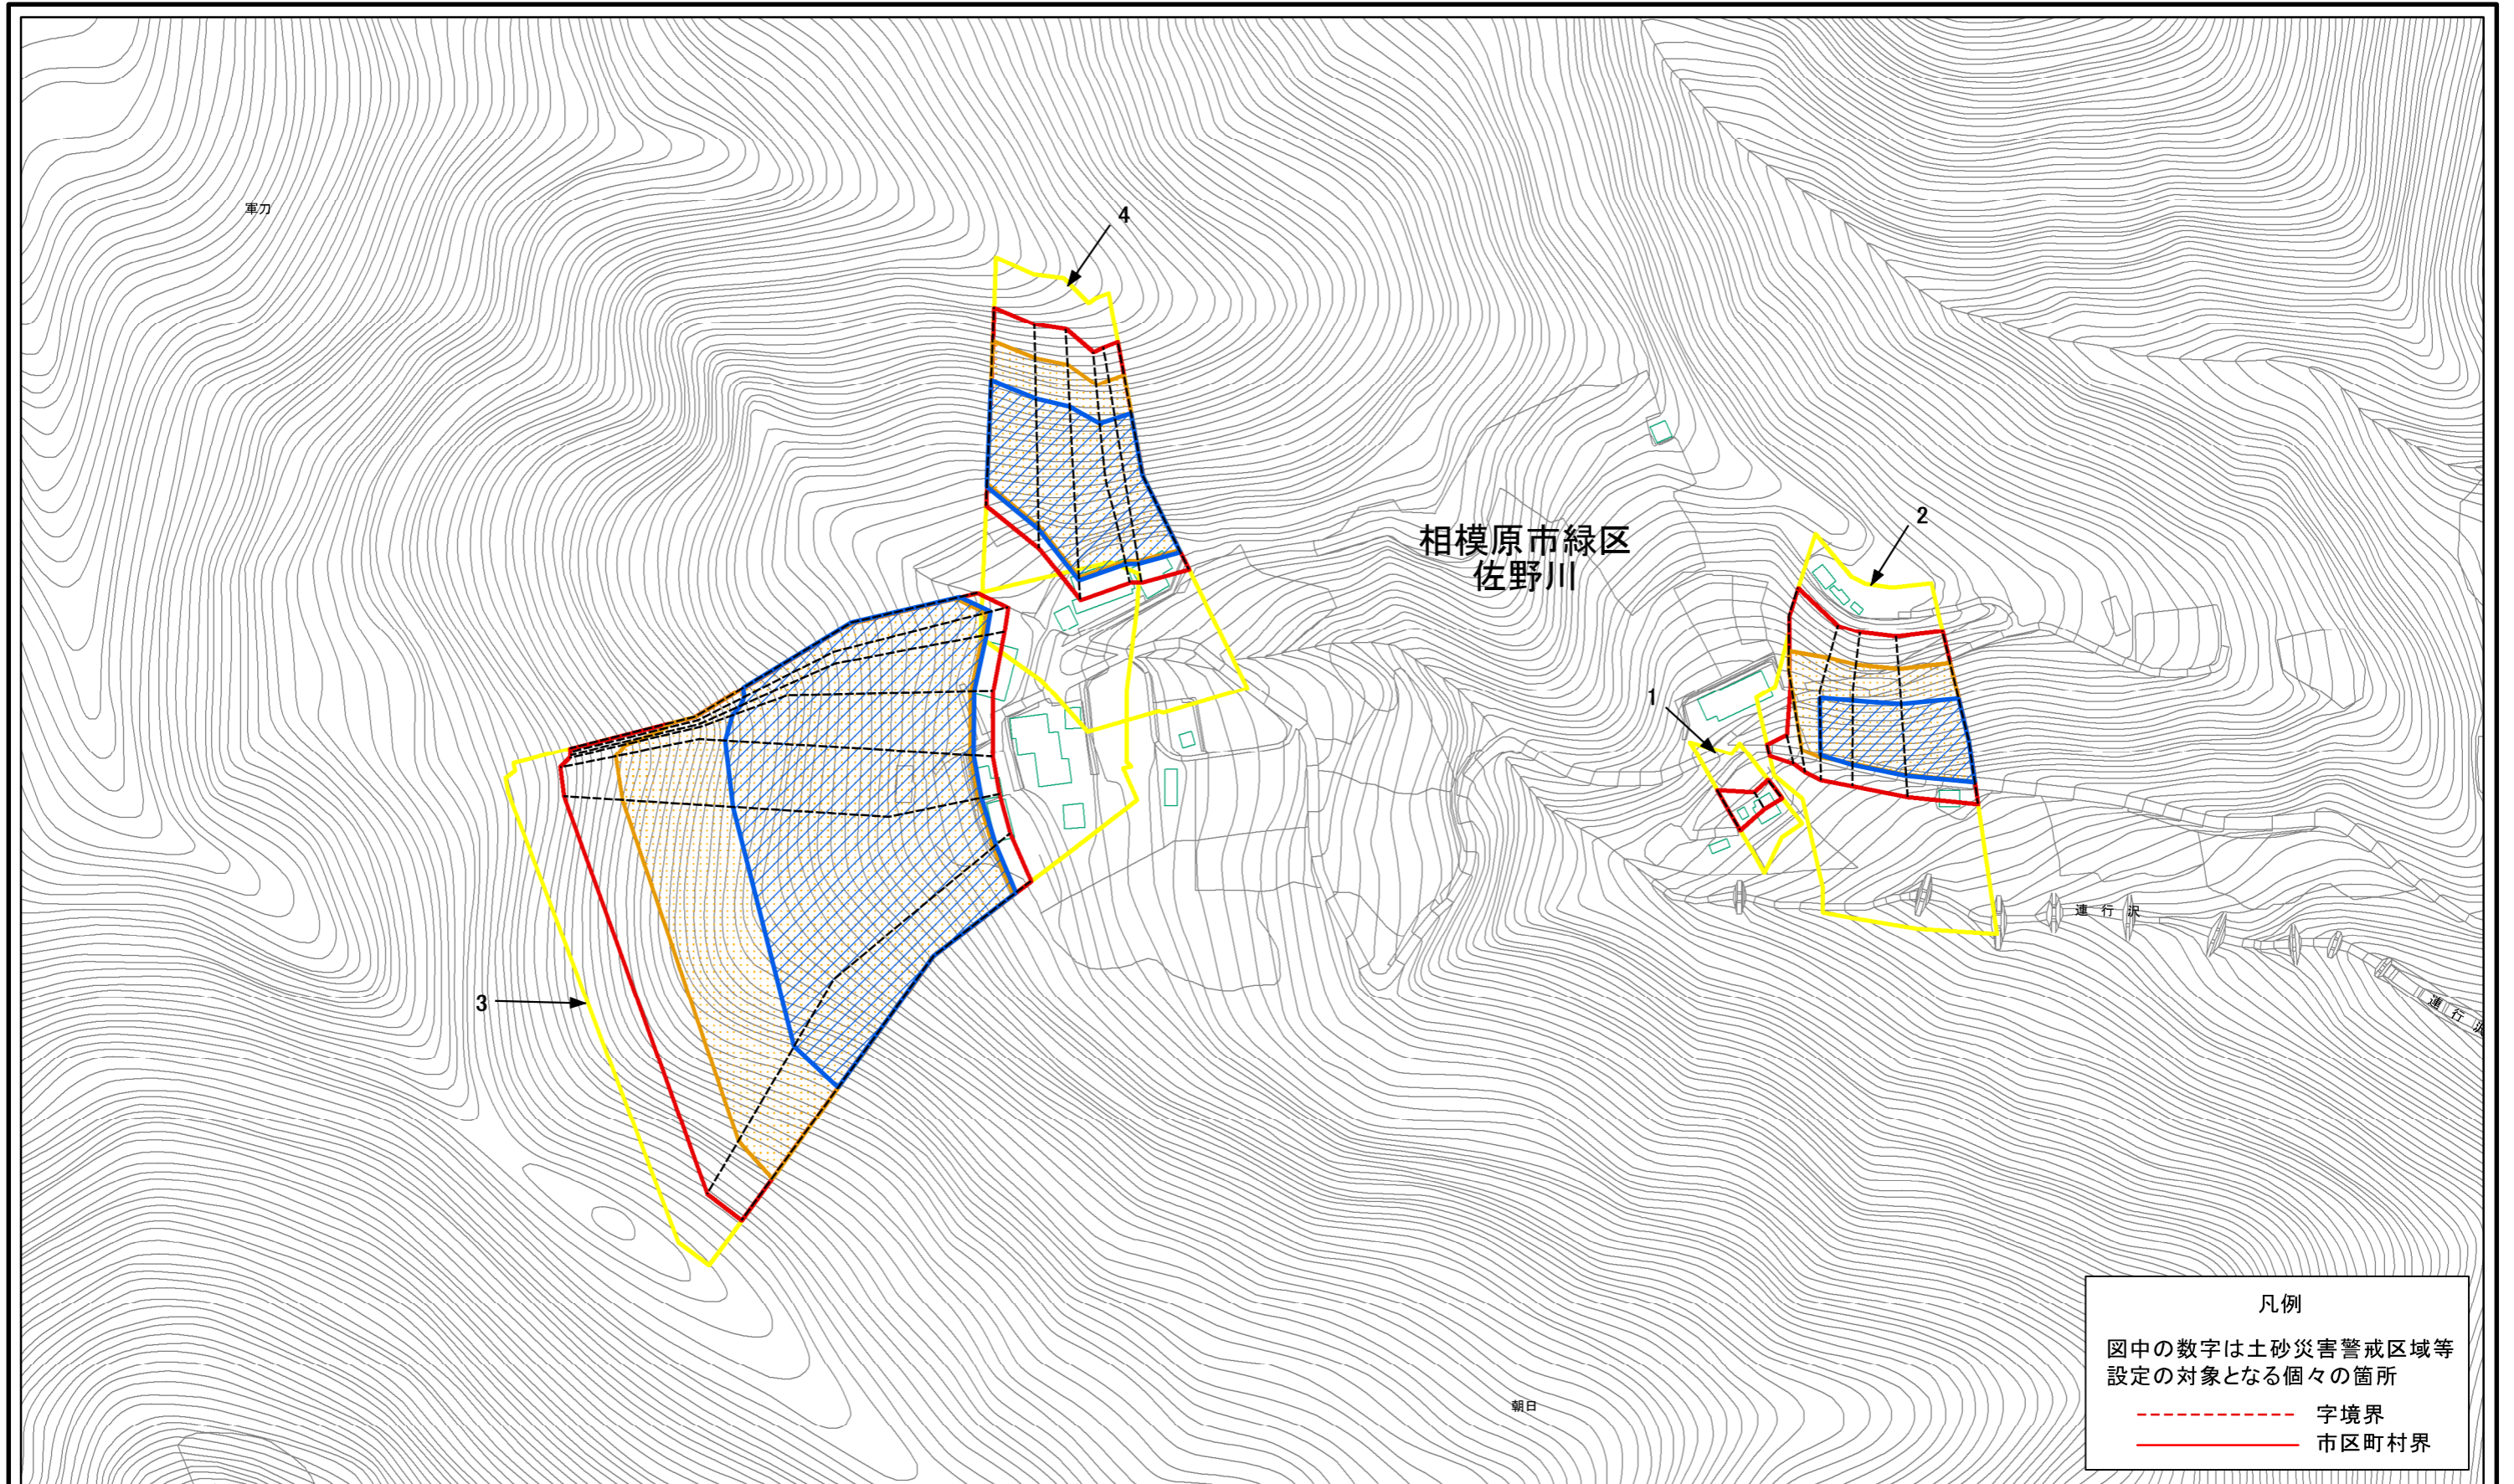 軍刀
4
相模原市緑区
佐野川
2
1
連行沢
3
連行沢
朝日
凡例
図中の数字は土砂災害警戒区域等
設定の対象となる個々の箇所
字境界
市区町村界